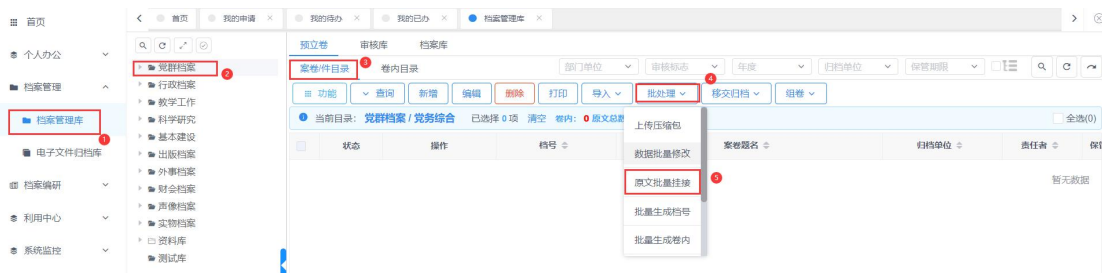 首页
个人办公
档案管理
档案管理库
1
电子文件归档库
档案编研
利用中心
系统监控
首页 我的申请 × 我的待办 × 我的已办 × 档案管理库 ×
党群档案 2
行政档案
教学工作
科学研究
基本建设
出版档案
外事档案
财会档案
声像档案
实物档案
资料库
测试库
预立卷 审核库 档案库
案卷/件目录 3 卷内目录 部门单位 审核标志 年度 归档单位 保管期限
4
功能 查询 新增 编辑 删除 打印 导入 批处理 移交归档 组卷
当前目录: 党群档案 / 党务综合 已选择 0 项 清空 卷内: 0 原文总数 全选(0)
状态 操作 档号 案卷题名 归档单位 责任者 保管
上传压缩包
数据批量修改
原文批量挂接 5
批量生成档号
批量生成卷内
暂无数据